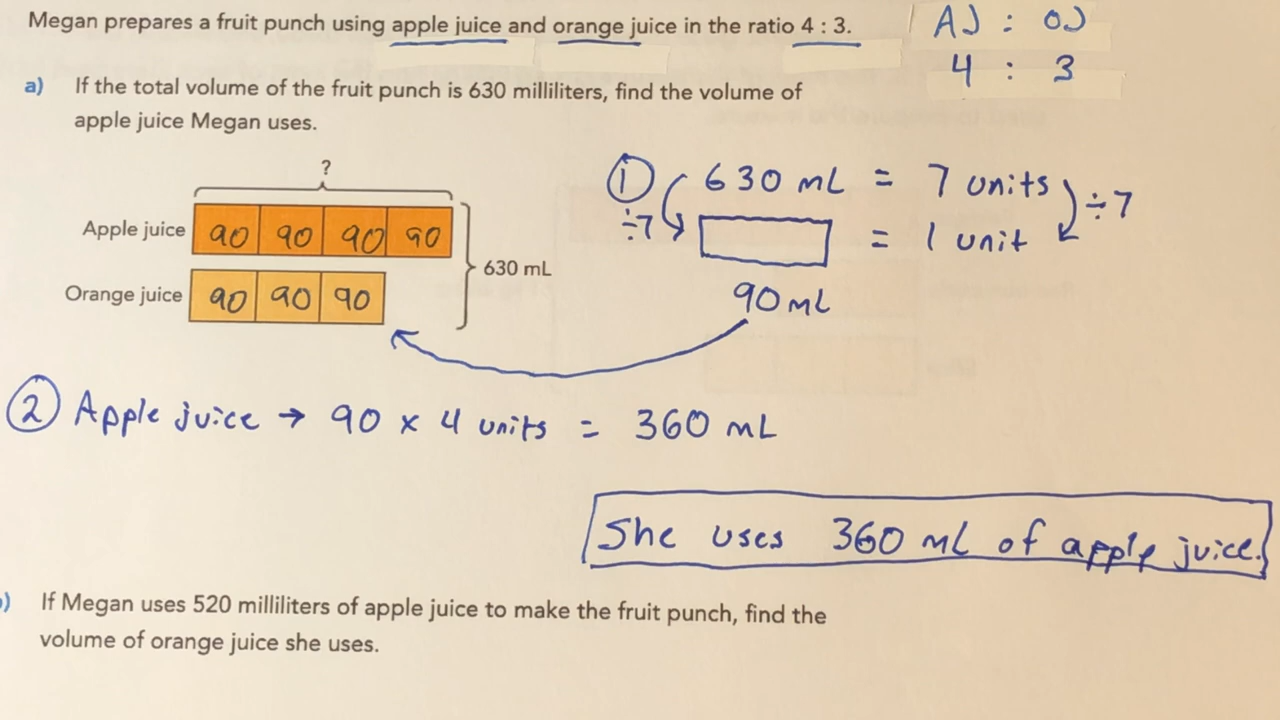 Megan prepares a fruit punch using apple juice and orange juice in the ratio 4 : 3.
AJ : OJ
4 : 3
a) If the total volume of the fruit punch is 630 milliliters, find the volume of
apple juice Megan uses.
?
Apple juice 90 90 90 90
Orange juice 90 90 90
630 mL
① 630 mL = 7 units
÷7 ÷7
= 1 unit
90 mL
② Apple juice → 90 x 4 units = 360 mL
She uses 360 mL of apple juice.
) If Megan uses 520 milliliters of apple juice to make the fruit punch, find the
volume of orange juice she uses.